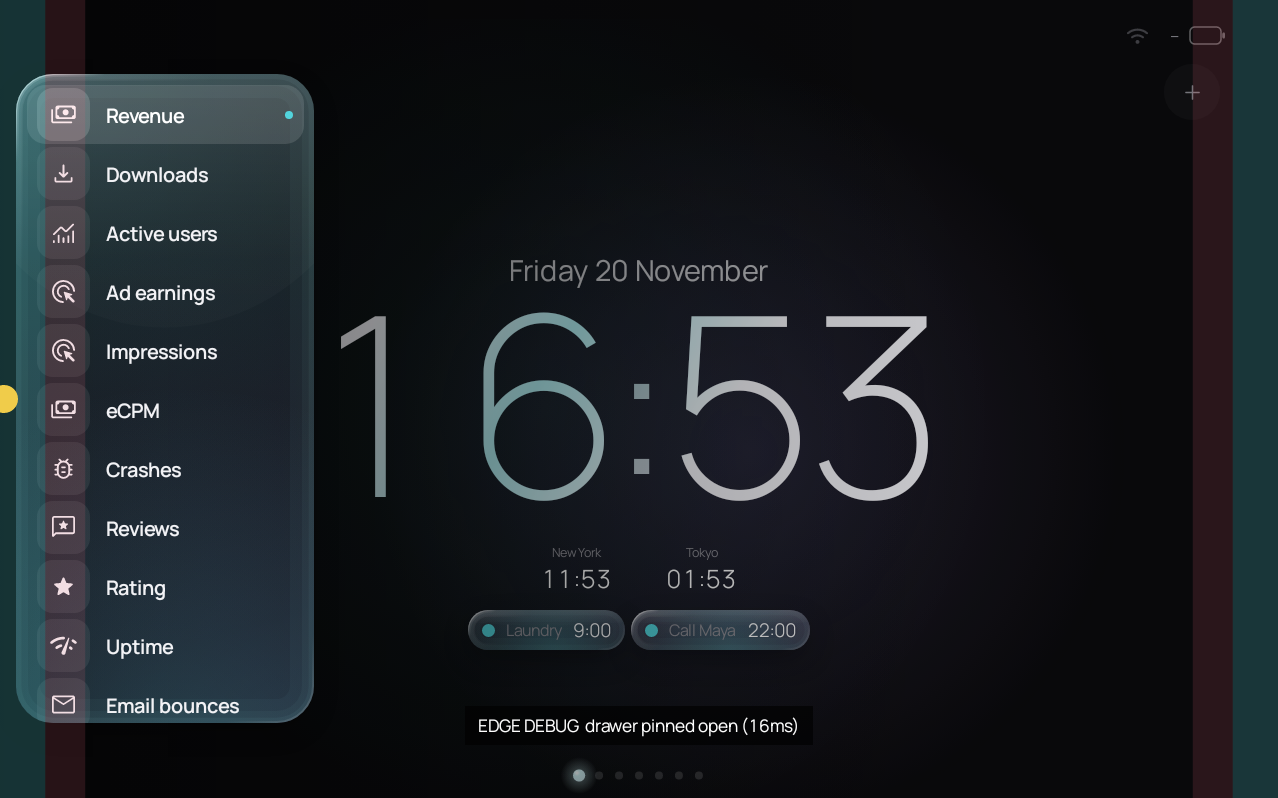 –
+
Revenue
Downloads
Active users
Ad earnings
Impressions
eCPM
Crashes
Reviews
Rating
Uptime
Email bounces
Friday 20 November
16:53
New York
11:53
Tokyo
01:53
Laundry 9:00
Call Maya 22:00
EDGE DEBUG drawer pinned open (16ms)